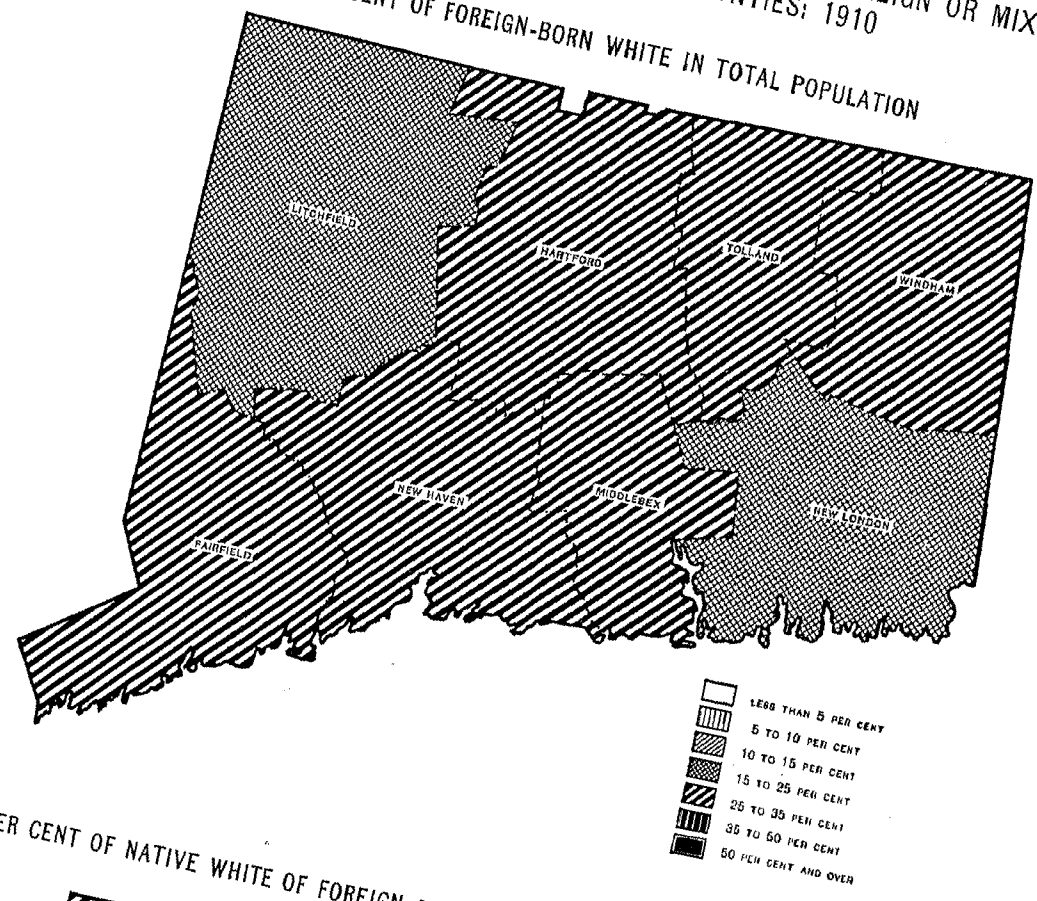 EIGN OR MIX
NTIES: 1910
ENT OF FOREIGN-BORN WHITE IN TOTAL POPULATION
LITCHFIELD
HARTFORD
TOLLAND
WINDHAM
NEW HAVEN
MIDDLESEX
NEW LONDON
FAIRFIELD
LESS THAN 5 PER CENT
5 TO 10 PER CENT
10 TO 15 PER CENT
15 TO 25 PER CENT
25 TO 35 PER CENT
35 TO 50 PER CENT
50 PER CENT AND OVER
ER CENT OF NATIVE WHITE OF FOREIGN